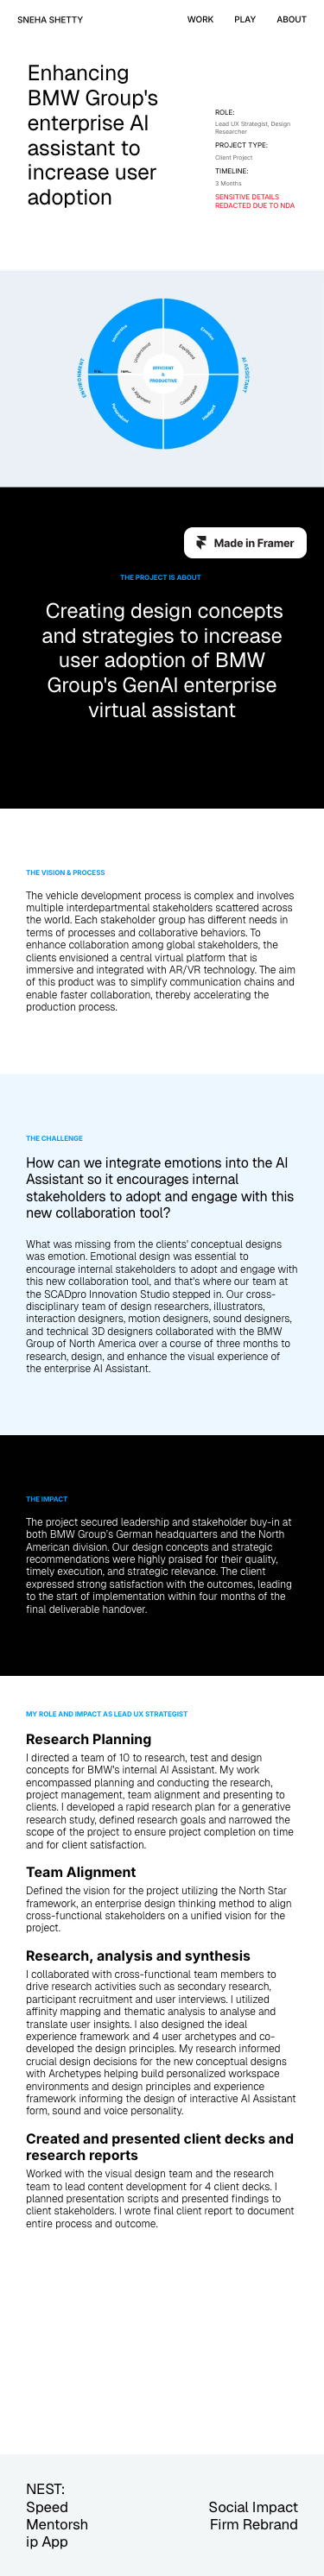 SNEHA SHETTY
WORK PLAY ABOUT
Enhancing
BMW Group's
enterprise AI
assistant to
increase user
adoption
ROLE:
Lead UX Strategist, Design
Researcher
PROJECT TYPE:
Client Project
TIMELINE:
3 Months
SENSITIVE DETAILS
REDACTED DUE TO NDA
ENVIRONMENT
AI ASSISTANT
Immersive
Emotive
Understood
Emotional
EFFICIENT
&
PRODUCTIVE
In Alignment
Collaborative
Personalized
Intelligent
Made in Framer
THE PROJECT IS ABOUT
Creating design concepts
and strategies to increase
user adoption of BMW
Group's GenAI enterprise
virtual assistant
THE VISION & PROCESS
The vehicle development process is complex and involves
multiple interdepartmental stakeholders scattered across
the world. Each stakeholder group has different needs in
terms of processes and collaborative behaviors. To
enhance collaboration among global stakeholders, the
clients envisioned a central virtual platform that is
immersive and integrated with AR/VR technology. The aim
of this product was to simplify communication chains and
enable faster collaboration, thereby accelerating the
production process.
THE CHALLENGE
How can we integrate emotions into the AI
Assistant so it encourages internal
stakeholders to adopt and engage with this
new collaboration tool?
What was missing from the clients' conceptual designs
was emotion. Emotional design was essential to
encourage internal stakeholders to adopt and engage with
this new collaboration tool, and that's where our team at
the SCADpro Innovation Studio stepped in. Our cross-
disciplinary team of design researchers, illustrators,
interaction designers, motion designers, sound designers,
and technical 3D designers collaborated with the BMW
Group of North America over a course of three months to
research, design, and enhance the visual experience of
the enterprise AI Assistant.
THE IMPACT
The project secured leadership and stakeholder buy-in at
both BMW Group's German headquarters and the North
American division. Our design concepts and strategic
recommendations were highly praised for their quality,
timely execution, and strategic relevance. The client
expressed strong satisfaction with the outcomes, leading
to the start of implementation within four months of the
final deliverable handover.
MY ROLE AND IMPACT AS LEAD UX STRATEGIST
Research Planning
I directed a team of 10 to research, test and design
concepts for BMW's internal AI Assistant. My work
encompassed planning and conducting the research,
project management, team alignment and presenting to
clients. I developed a rapid research plan for a generative
research study, defined research goals and narrowed the
scope of the project to ensure project completion on time
and for client satisfaction.
Team Alignment
Defined the vision for the project utilizing the North Star
framework, an enterprise design thinking method to align
cross-functional stakeholders on a unified vision for the
project.
Research, analysis and synthesis
I collaborated with cross-functional team members to
drive research activities such as secondary research,
participant recruitment and user interviews. I utilized
affinity mapping and thematic analysis to analyse and
translate user insights. I also designed the ideal
experience framework and 4 user archetypes and co-
developed the design principles. My research informed
crucial design decisions for the new conceptual designs
with Archetypes helping build personalized workspace
environments and design principles and experience
framework informing the design of interactive AI Assistant
form, sound and voice personality.
Created and presented client decks and
research reports
Worked with the visual design team and the research
team to lead content development for 4 client decks. I
planned presentation scripts and presented findings to
client stakeholders. I wrote final client report to document
entire process and outcome.
NEST:
Speed
Mentorsh
ip App
Social Impact
Firm Rebrand